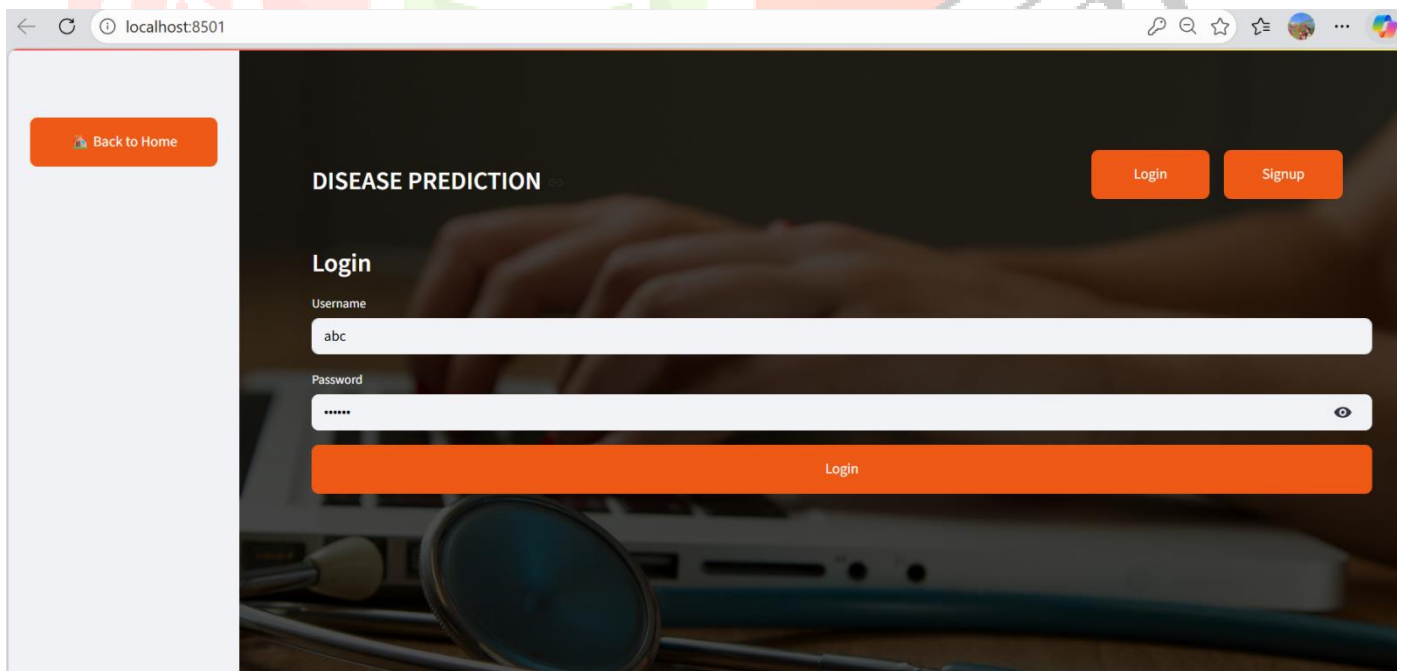 localhost:8501
Back to Home
DISEASE PREDICTION
Login
Signup
Login
Username
abc
Password
••••••
Login